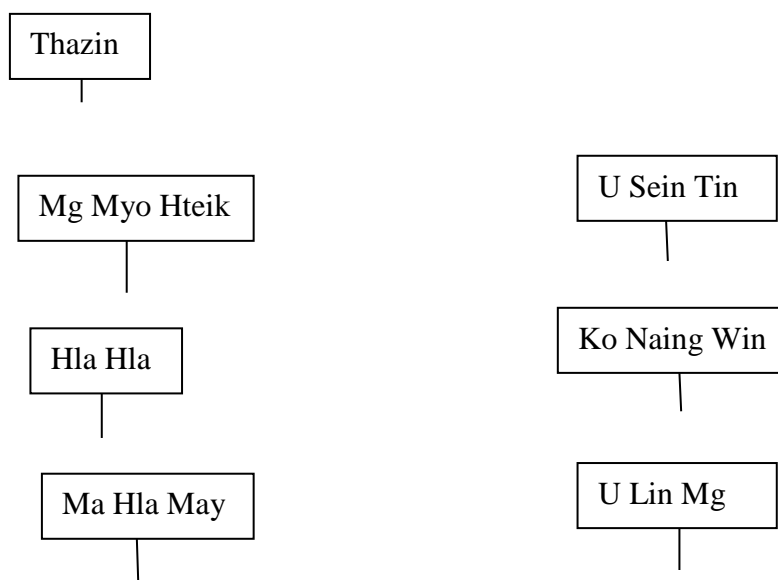 Thazin
Mg Myo Hteik
U Sein Tin
Hla Hla
Ko Naing Win
Ma Hla May
U Lin Mg